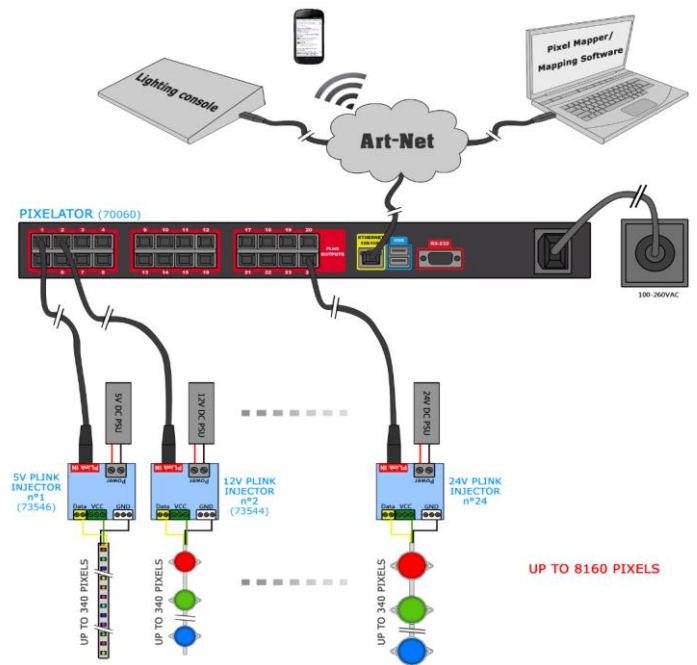 Lighting console
Pixel Mapper/
Mapping Software
Art-Net
PIXELATOR (70060)
1 2 3 4
9 10 11 12
17 18 19 20
6 7 8
13 14 15 16
21 22 23
PLink
OUTPUTS
ETHERNET
USB
RS-232
100-260VAC
5V DC PSU
12V DC PSU
24V DC PSU
5V PLINK
INJECTOR
n°1
(73546)
PLink IN
Power
Data VCC GND
12V PLINK
INJECTOR
n°2
(73544)
PLink IN
Power
Data VCC GND
24V PLINK
INJECTOR
n°24
PLink IN
Power
Data VCC GND
UP TO 340 PIXELS
UP TO 340 PIXELS
UP TO 340 PIXELS
UP TO 8160 PIXELS